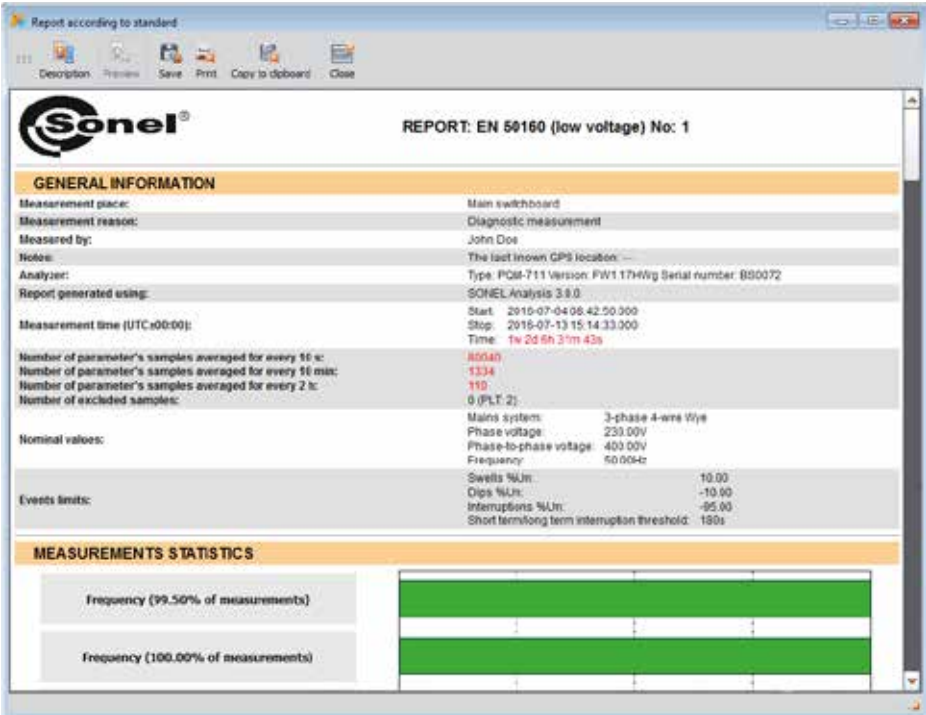 Report according to standard
Description Preview Save Print Copy to clipboard Close
Sonel®
REPORT: EN 50160 (low voltage) No: 1
GENERAL INFORMATION
Measurement place: Main switchboard
Measurement reason: Diagnostic measurement
Measured by: John Doe
Notes: The last known GPS location: ---
Analyzer: Type: PQM-711 Version: FW1.17HWg Serial number: BS0072
Report generated using: SONEL Analysis
Start: 2016-07-04 08:42:50.000
Measurement time (UTC±00:00): Stop: 2016-07-13 15:14:33.000
Time: 1w 2d 6h 31m 43s
Number of parameter's samples averaged for every 10 s: 80040
Number of parameter's samples averaged for every 10 min: 1334
Number of parameter's samples averaged for every 2 h: 110
Number of excluded samples: 0 (PLT: 2)
Mains system: 3-phase 4-wire Wye
Phase voltage: 230.00V
Nominal values: Phase-to-phase voltage: 400.00V
Frequency: 50.00Hz
Swells %Un: 10.00
Dips %Un: -10.00
Events limits: Interruptions %Un: -95.00
Short term/long term interruption threshold: 180s
MEASUREMENTS STATISTICS
Frequency (99.50% of measurements)
Frequency (100.00% of measurements)